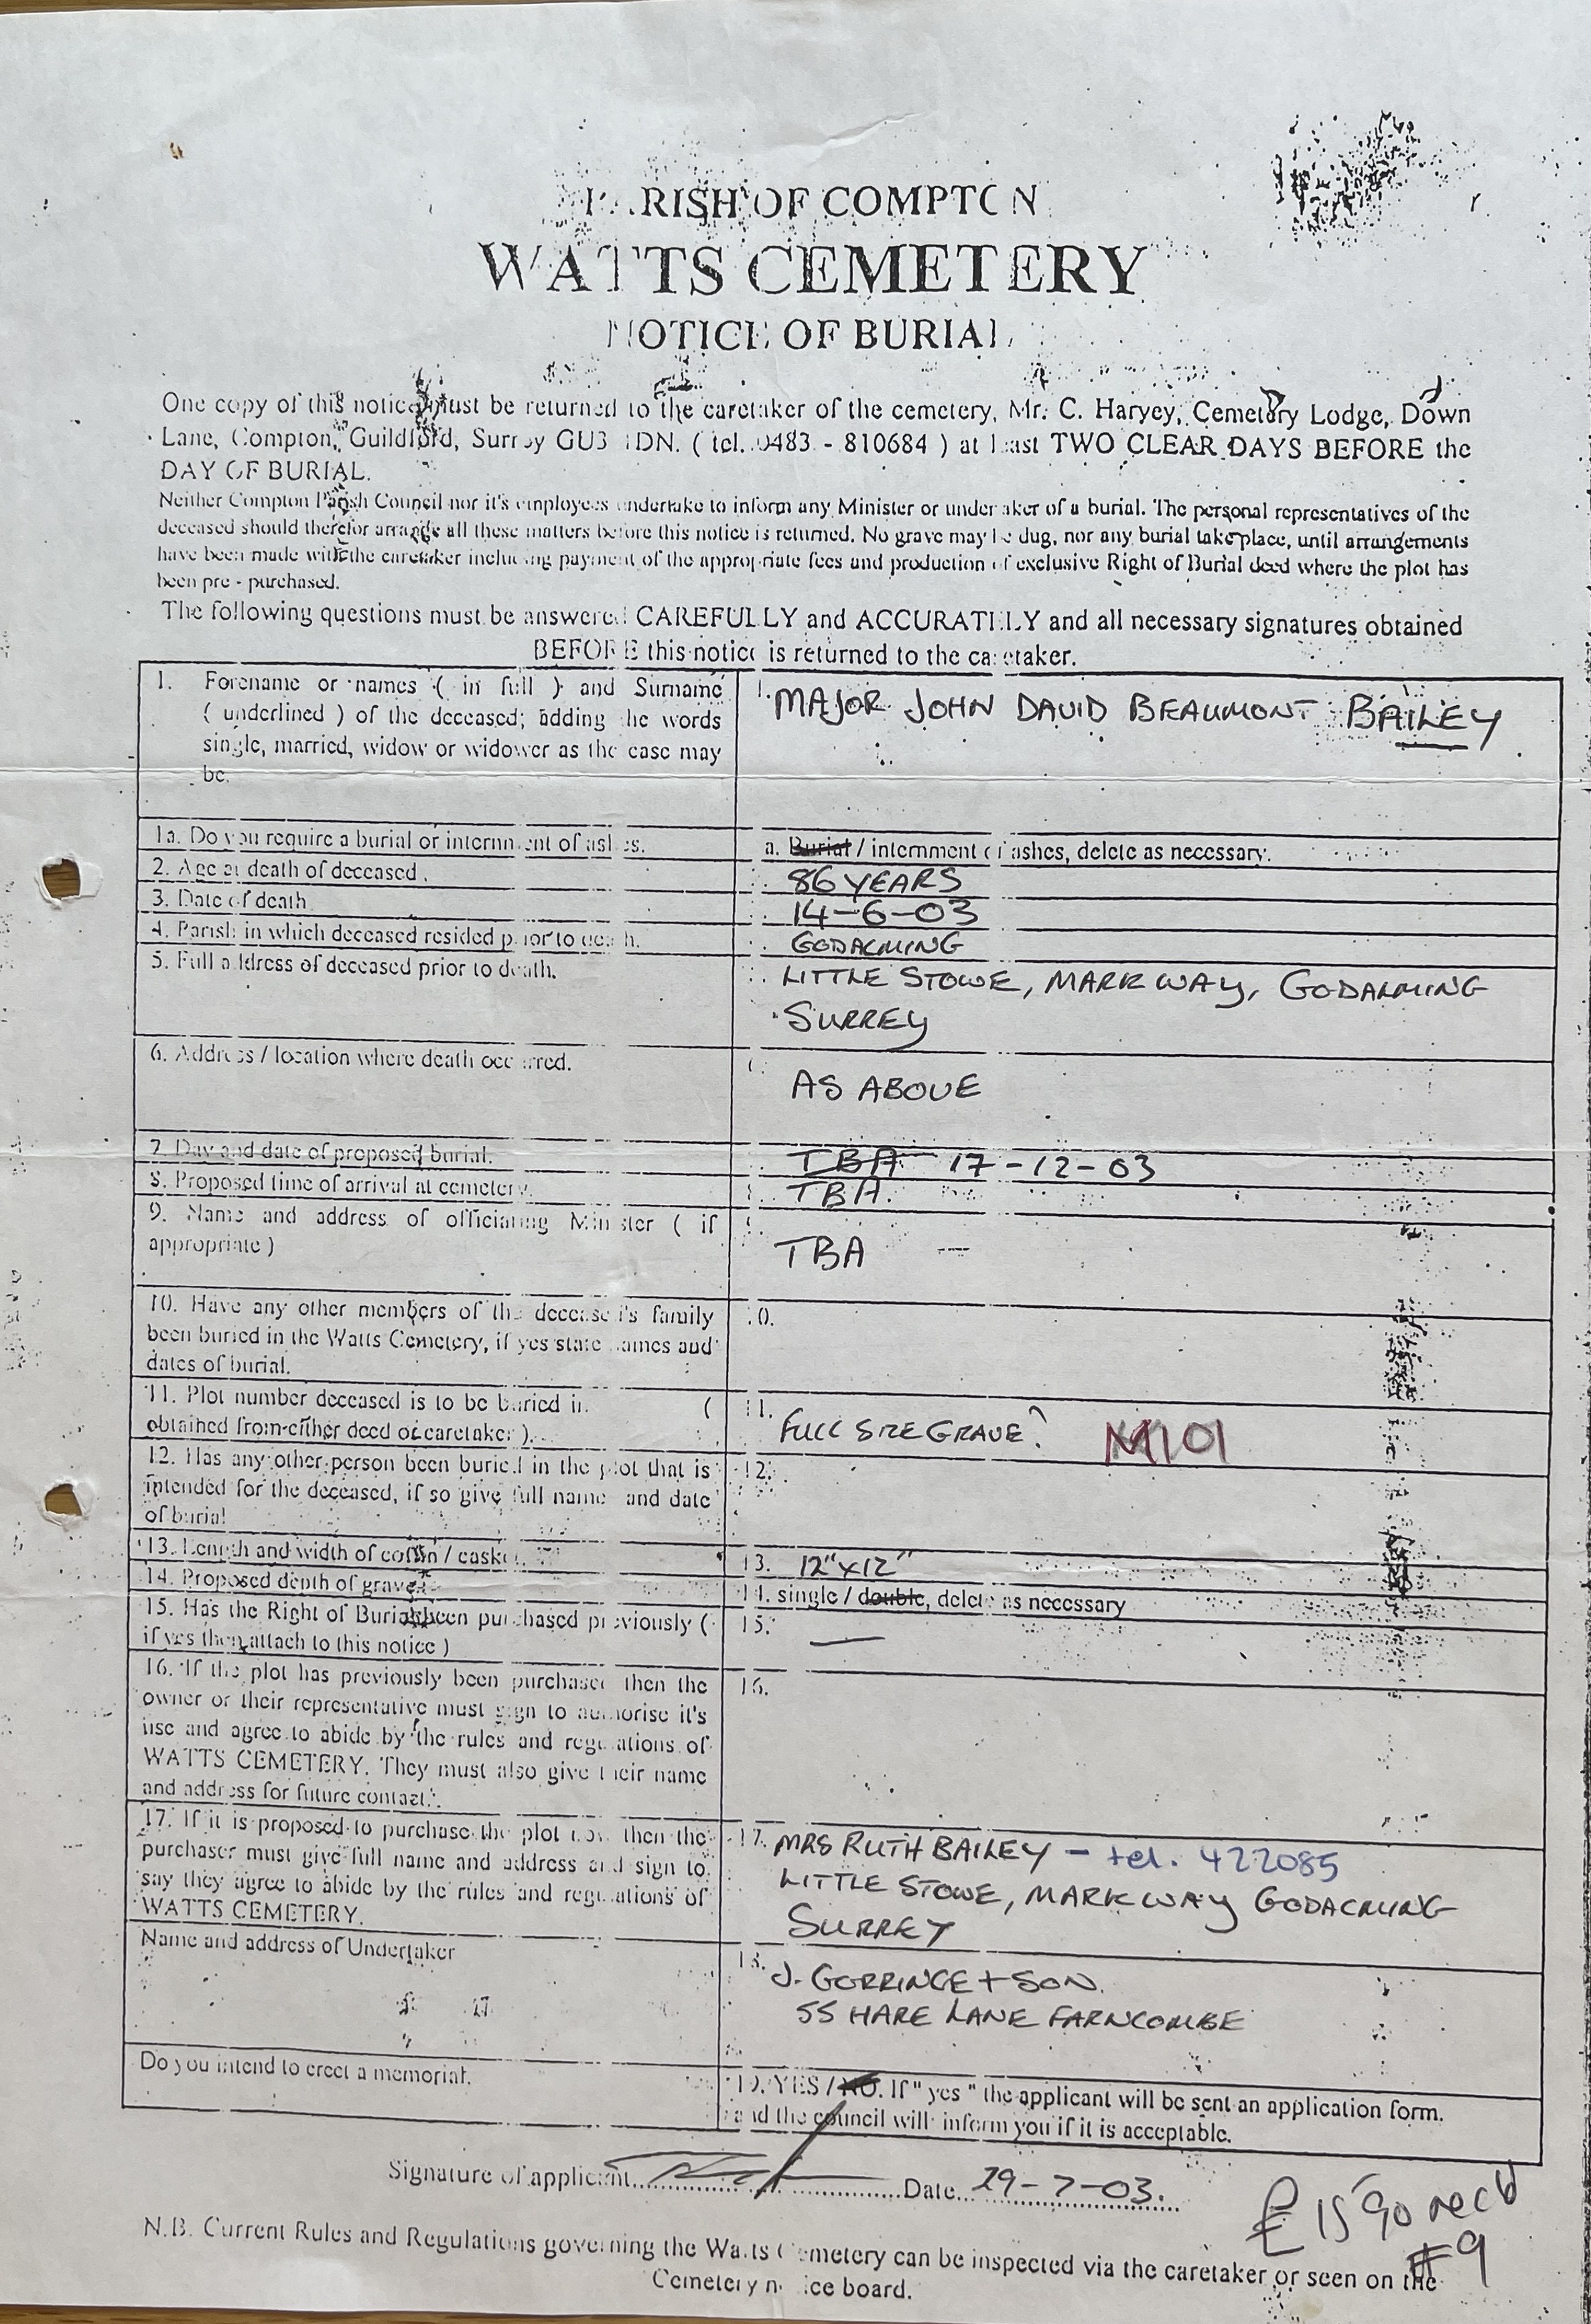 PARISH OF COMPTON
WATTS CEMETERY
NOTICE OF BURIAL
One copy of this notice must be returned to the caretaker of the cemetery, Mr. C. Harvey, Cemetery Lodge, Down
Lane, Compton, Guildford, Surrey GU3 1DN. ( tel. 0483 - 810684 ) at least TWO CLEAR DAYS BEFORE the
DAY OF BURIAL.
Neither Compton Parish Council nor it's employees undertake to inform any Minister or undertaker of a burial. The personal representatives of the
deceased should therefor arrange all these matters before this notice is returned. No grave may be dug, nor any burial take place, until arrangements
have been made with the caretaker including payment of the appropriate fees and production of exclusive Right of Burial deed where the plot has
been pre - purchased.
The following questions must be answered CAREFULLY and ACCURATELY and all necessary signatures obtained
BEFORE this notice is returned to the caretaker.
1. Forename or names ( in full ) and Surname
( underlined ) of the deceased; adding the words
single, married, widow or widower as the case may
be.
1. MAJOR JOHN DAVID BEAUMONT BAILEY
1a. Do you require a burial or internment of ashes.
a. Burial / internment of ashes, delete as necessary.
2. Age at death of deceased.
86 YEARS
3. Date of death
14-6-03
4. Parish in which deceased resided prior to death.
GODALMING
5. Full address of deceased prior to death.
LITTLE STOWE, MARK WAY, GODALMING
SURREY
6. Address / location where death occurred.
AS ABOVE
7. Day and date of proposed burial.
TBA 17-12-03
8. Proposed time of arrival at cemetery.
TBA.
9. Name and address of officiating Minister ( if
appropriate )
TBA —
10. Have any other members of the deceased's family
been buried in the Watts Cemetery, if yes state names and
dates of burial.
10.
11. Plot number deceased is to be buried in (
obtained from either deed or caretaker ).
11. FULL SIZE GRAVE? M101
12. Has any other person been buried in the plot that is
intended for the deceased, if so give full name and date
of burial
12.
13. Length and width of coffin / casket.
13. 12"x12"
14. Proposed depth of grave.
14. single / double, delete as necessary
15. Has the Right of Burial been purchased previously (
if yes then attach to this notice )
15. —
16. If the plot has previously been purchased then the
owner or their representative must sign to authorise it's
use and agree to abide by the rules and regulations of
WATTS CEMETERY. They must also give their name
and address for future contact.
16.
17. If it is proposed to purchase the plot now then the
purchaser must give full name and address and sign to
say they agree to abide by the rules and regulations of
WATTS CEMETERY.
17. MRS RUTH BAILEY - tel. 422085
LITTLE STOWE, MARK WAY GODALMING
SURREY
Name and address of Undertaker
18. J. GORRINGE + SON.
55 HARE LANE FARNCOMBE
Do you intend to erect a memorial.
19. YES / NO. If " yes " the applicant will be sent an application form.
and the council will inform you if it is acceptable.
Signature of applicant Date 29-7-03.
£1590 rec'd
#9
N.B. Current Rules and Regulations governing the Watts Cemetery can be inspected via the caretaker or seen on the
Cemetery notice board.